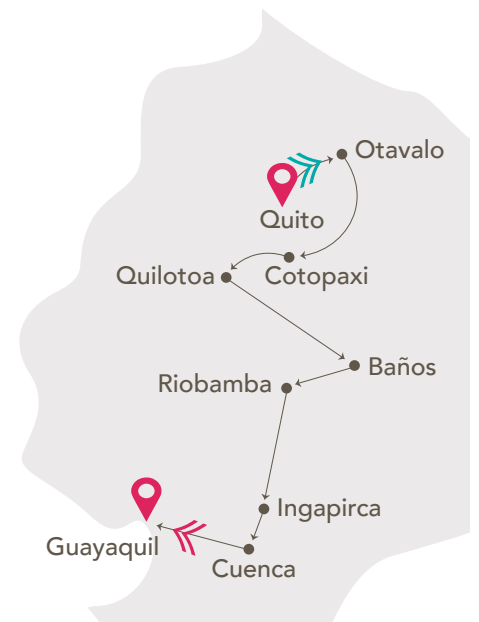 Otavalo
Quito
Quilotoa
Cotopaxi
Baños
Riobamba
Ingapirca
Guayaquil
Cuenca